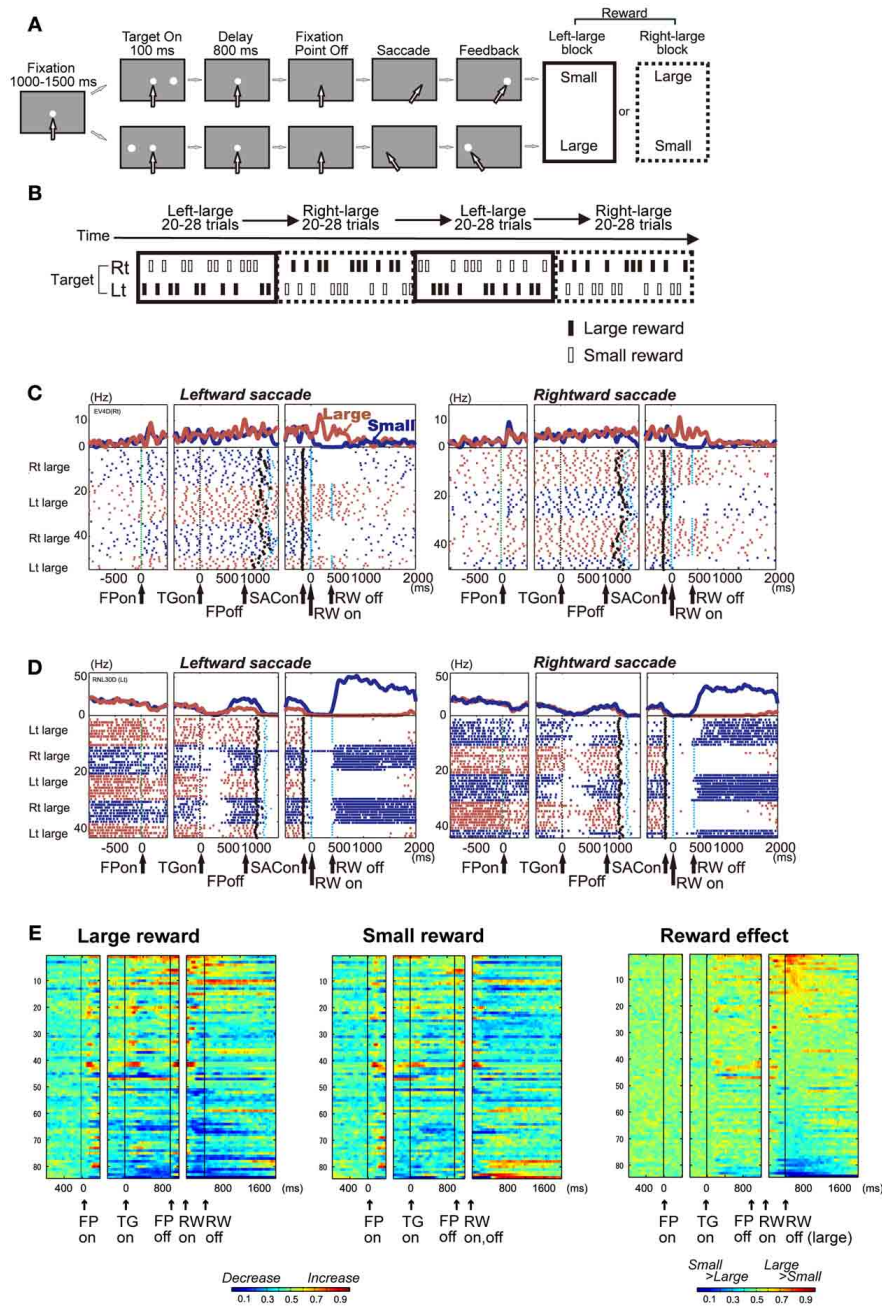 A
Reward
Target On
100 ms
Delay
800 ms
Fixation
Point Off
Saccade
Feedback
Left-large
block
Right-large
block
Fixation
1000-1500 ms
Small
Large
or
Large
Small
B
Left-large
20-28 trials
Right-large
20-28 trials
Left-large
20-28 trials
Right-large
20-28 trials
Time
Target
Rt
Lt
Large reward
Small reward
C
(Hz)
Leftward saccade
Rightward saccade
EV4D(Rt)
Large
Small
10
0
10
0
Rt large
20
Lt large
Rt large
40
Lt large
20
40
-500 0 0 500 1000 0 500 1000 2000
(ms)
FPon TGon FPoff SACon RW on RW off
-500 0 0 500 1000 0 500 1000 2000
(ms)
FPon TGon FPoff SACon RW on RW off
D
(Hz)
Leftward saccade
(Hz)
Rightward saccade
RNL30D (Lt)
50
0
50
0
Lt large
Rt large
20
Lt large
Rt large
40
Lt large
20
40
-500 0 0 500 1000 0 500 1000 2000
(ms)
FPon TGon FPoff SACon RW on RW off
-500 0 0 500 1000 0 500 1000 2000
(ms)
FPon TGon FPoff SACon RW on RW off
E
Large reward
Small reward
Reward effect
10
20
30
40
50
60
70
80
10
20
30
40
50
60
70
80
10
20
30
40
50
60
70
80
400 0 0 800 1600 (ms)
400 0 0 800 1600 (ms)
400 0 0 800 1600 (ms)
FP on
TG on
FP off
RW on
RW off
FP on
TG on
FP off
RW on,off
FP on
TG on
FP off
RW on
RW off (large)
Decrease Increase
0.1 0.3 0.5 0.7 0.9
Small >Large
Large >Small
0.1 0.3 0.5 0.7 0.9